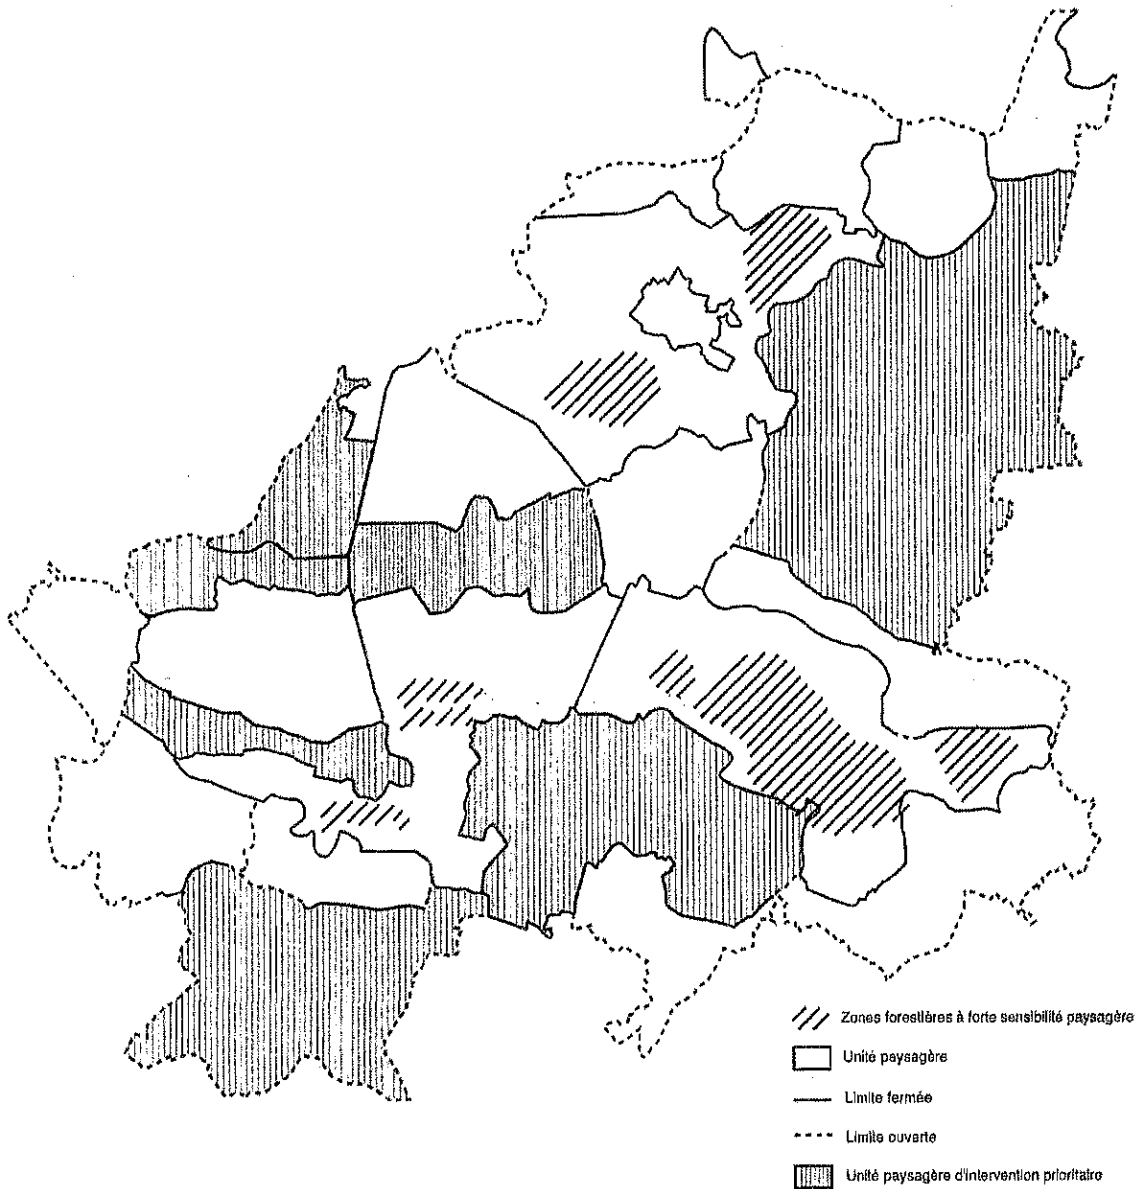 Zones forestières à forte sensibilité paysagère
Unité paysagère
Limite fermée
Limite ouverte
Unité paysagère d'intervention prioritaire